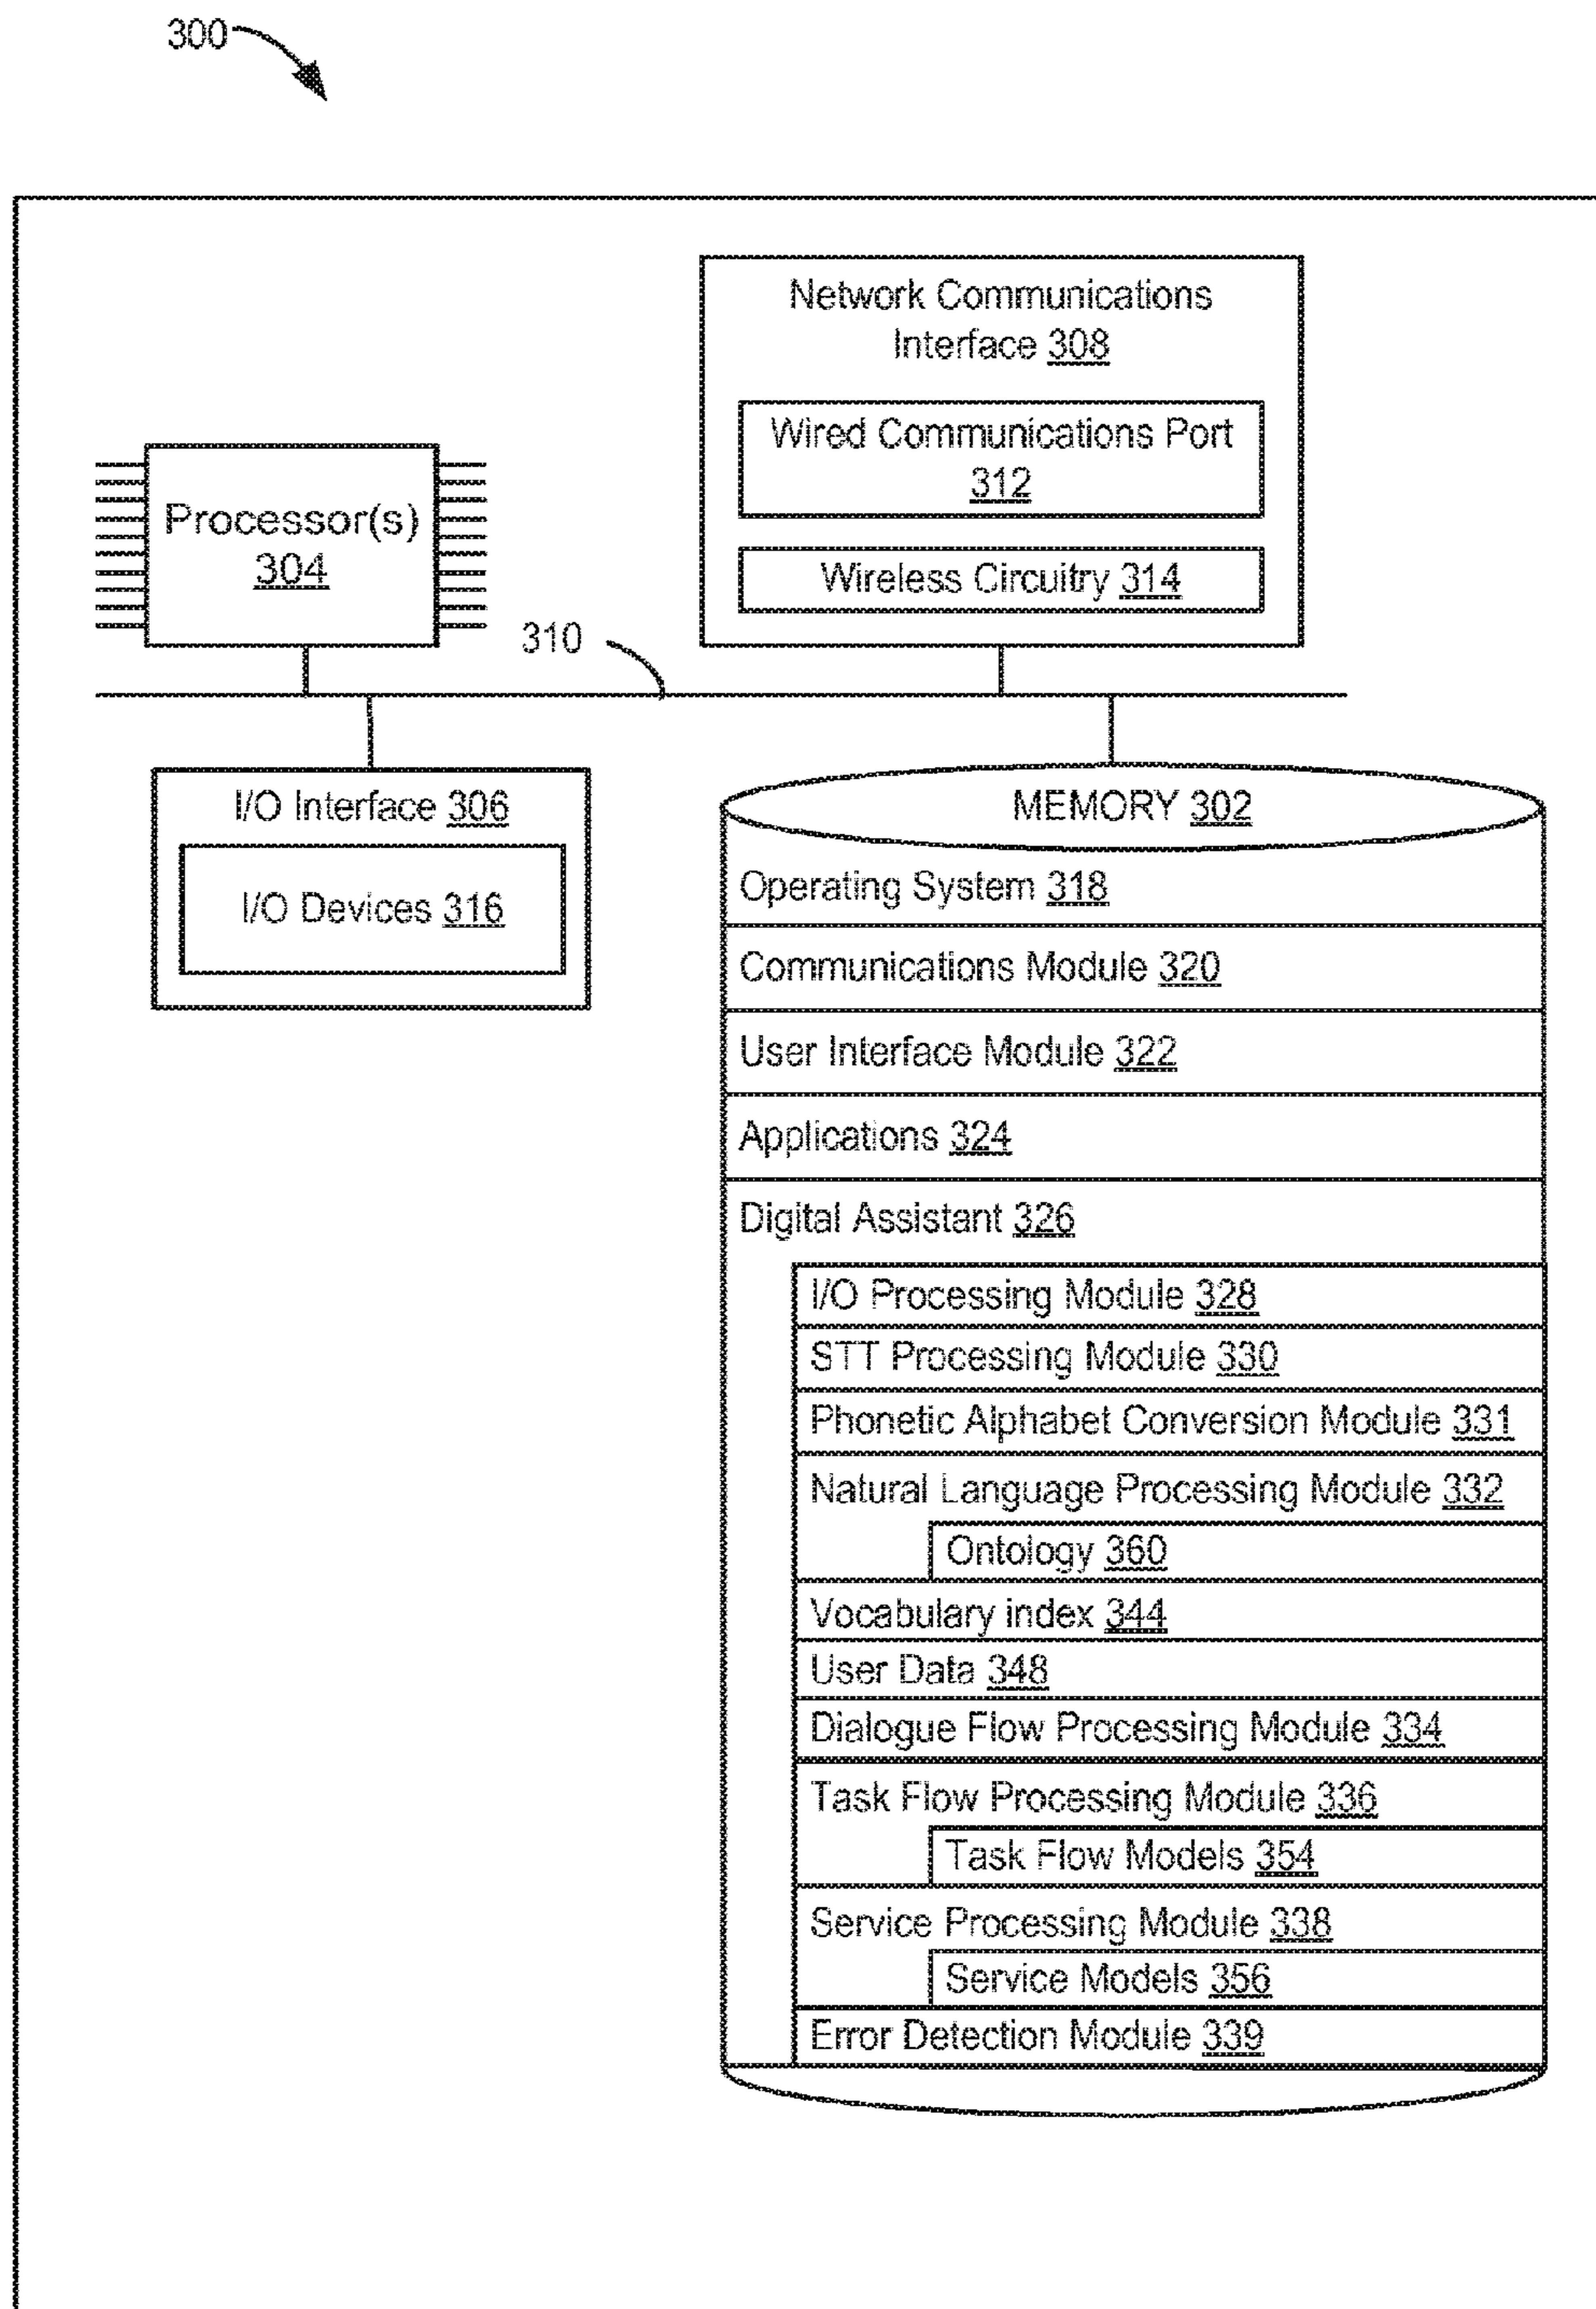 300
Network Communications
Interface 308
Wired Communications Port
312
Wireless Circuitry 314
Processor(s)
304
310
I/O Interface 306
I/O Devices 316
MEMORY 302
Operating System 318
Communications Module 320
User Interface Module 322
Applications 324
Digital Assistant 326
I/O Processing Module 328
STT Processing Module 330
Phonetic Alphabet Conversion Module 331
Natural Language Processing Module 332
Ontology 360
Vocabulary index 344
User Data 348
Dialogue Flow Processing Module 334
Task Flow Processing Module 336
Task Flow Models 354
Service Processing Module 338
Service Models 356
Error Detection Module 339